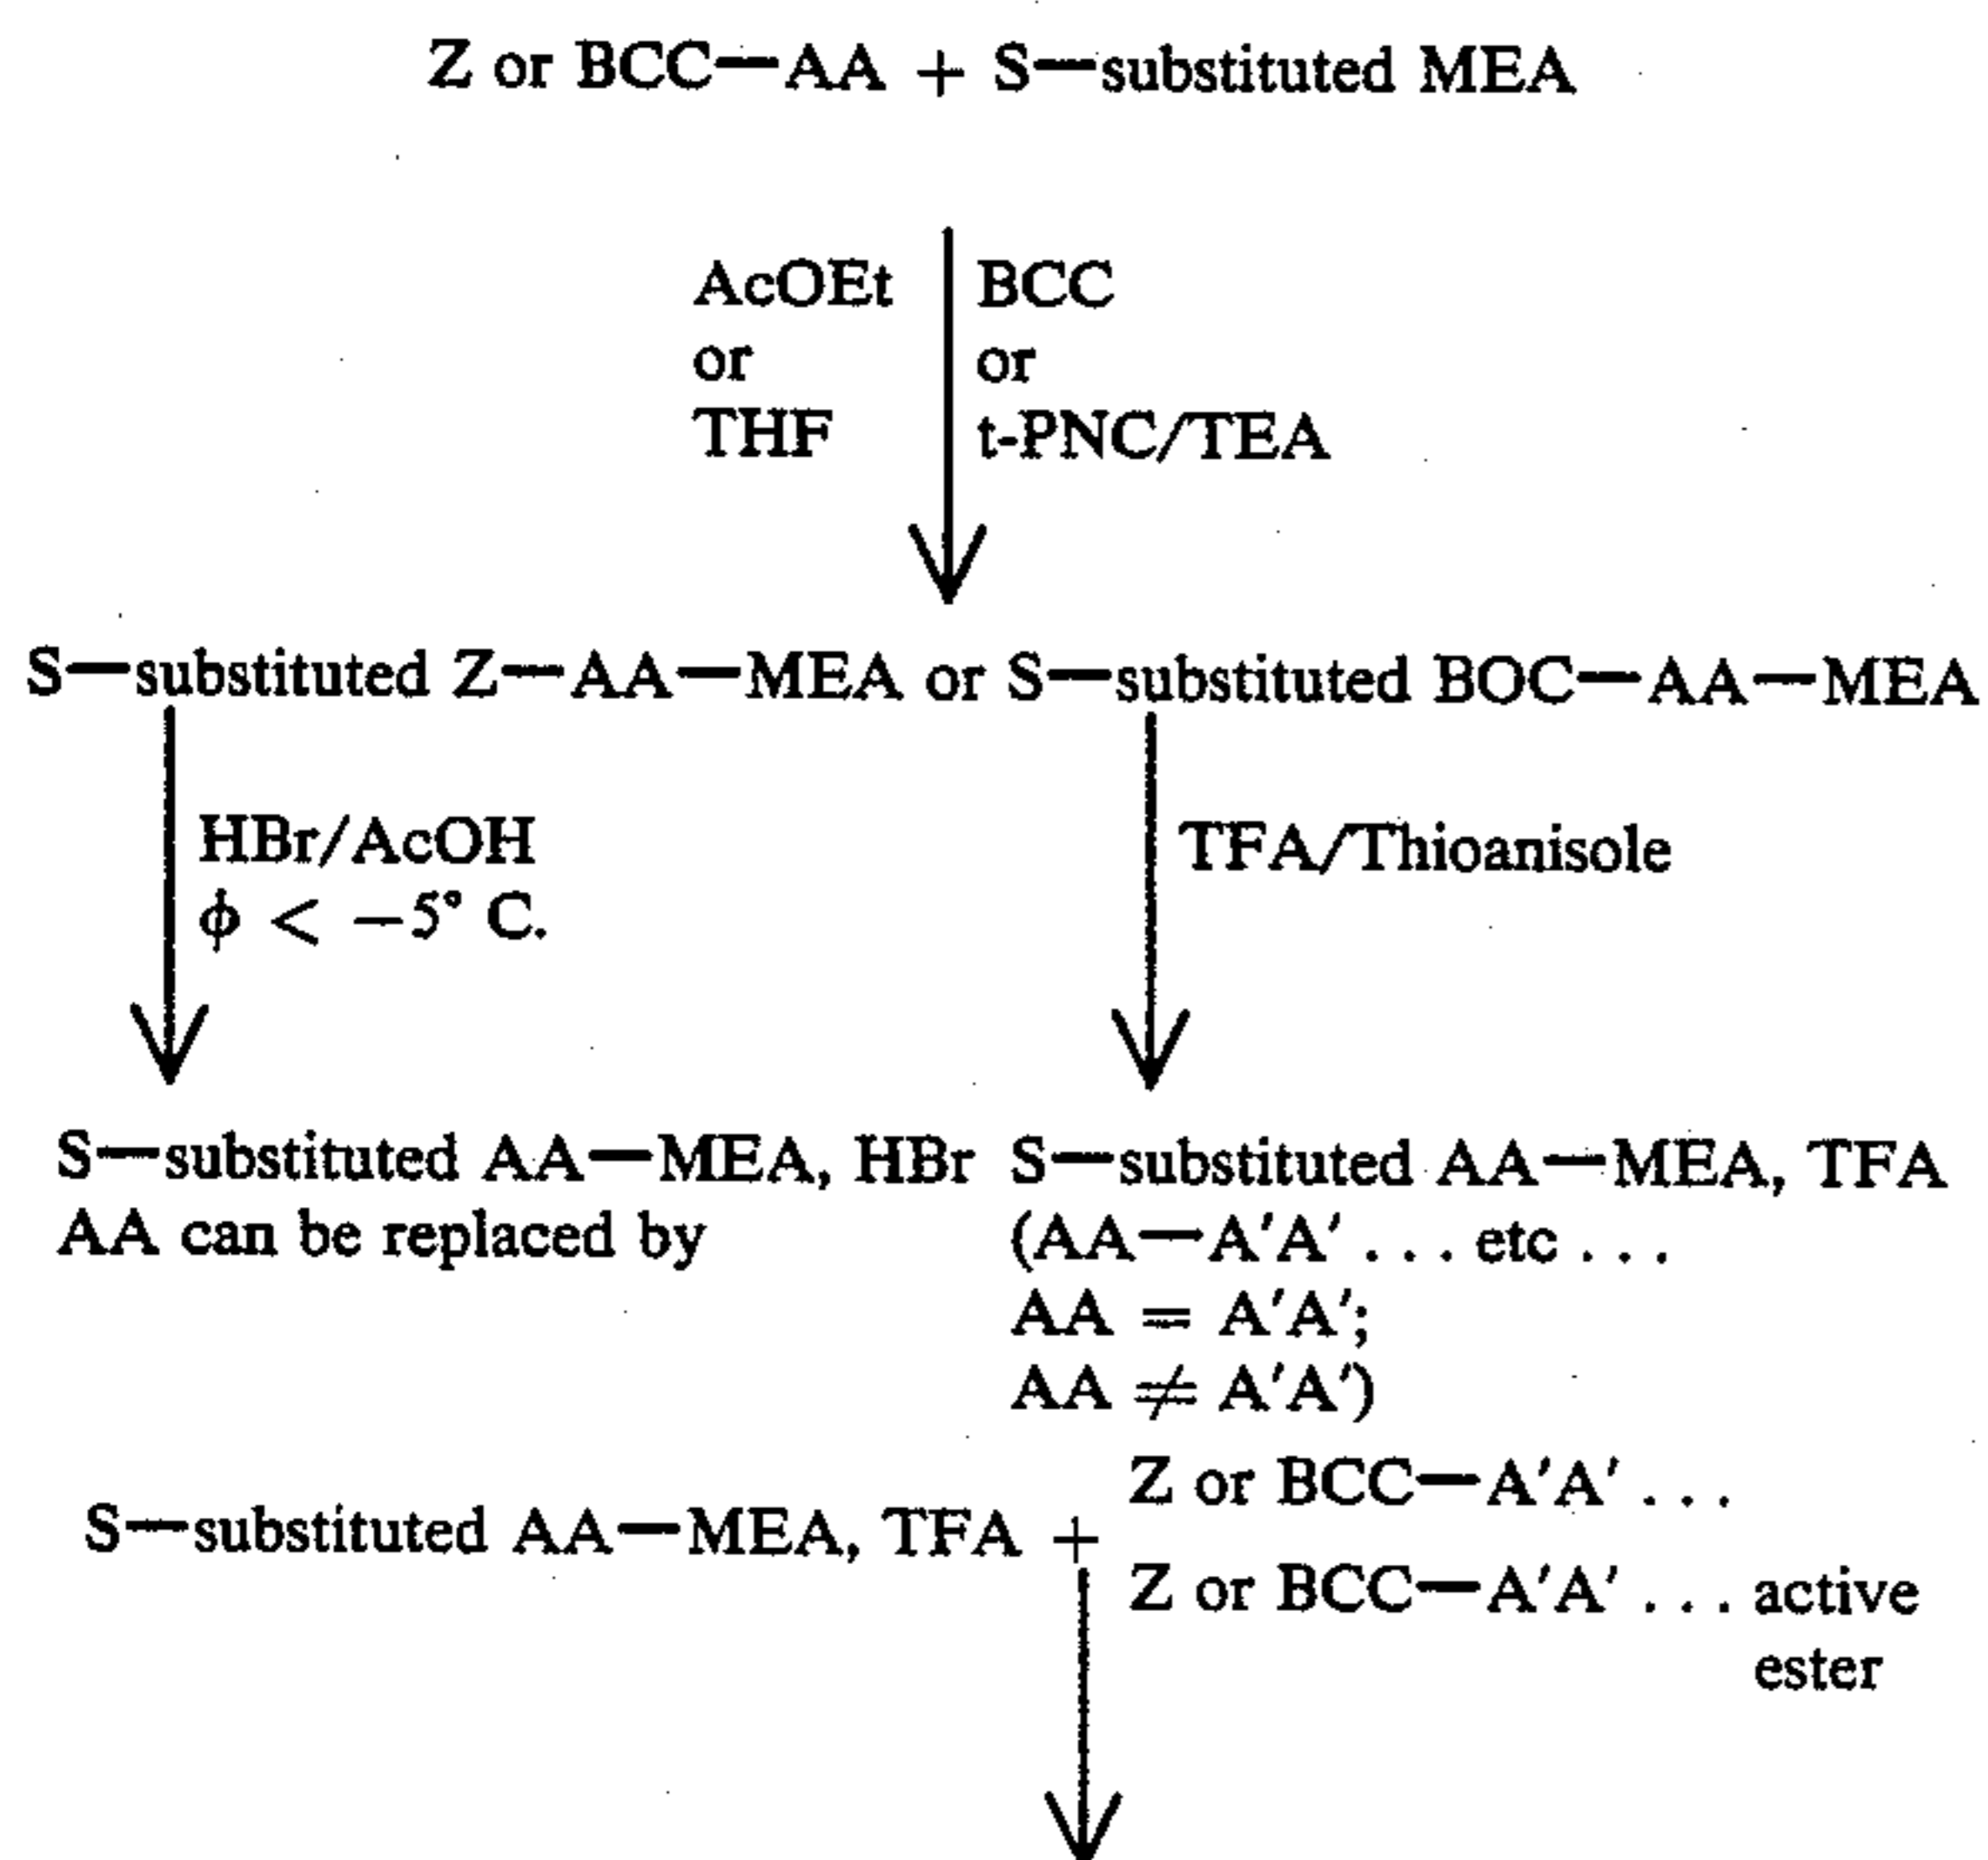 Z or BCC—AA + S—substituted MEA
AcOEt BCC
or or
THF t-PNC/TEA
S—substituted Z—AA—MEA or S—substituted BOC—AA—MEA
HBr/AcOH TFA/Thioanisole
ϕ < −5° C.
S—substituted AA—MEA, HBr S—substituted AA—MEA, TFA
AA can be replaced by (AA—A′A′ . . . etc . . .
AA = A′A′;
AA ≠ A′A′)
Z or BCC—A′A′ . . .
S—substituted AA—MEA, TFA +
Z or BCC—A′A′ . . . active
ester